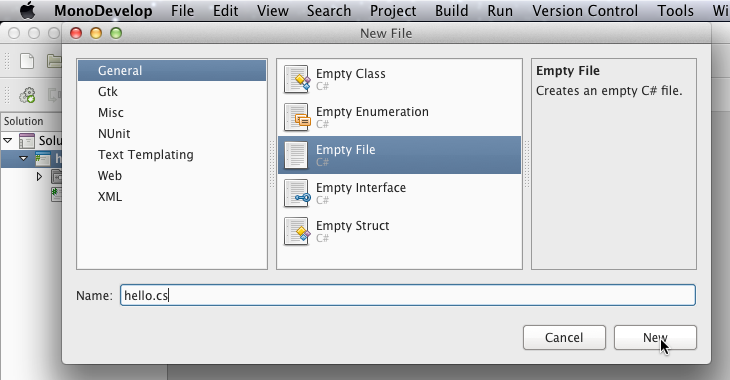 MonoDevelop File Edit View Search Project Build Run Version Control Tools
New File
Solution
General
Gtk
Misc
NUnit
Text Templating
Web
XML
Empty Class
C#
Empty Enumeration
C#
Empty File
C#
Empty Interface
C#
Empty Struct
C#
Empty File
Creates an empty C# file.
Name: hello.cs
Cancel New